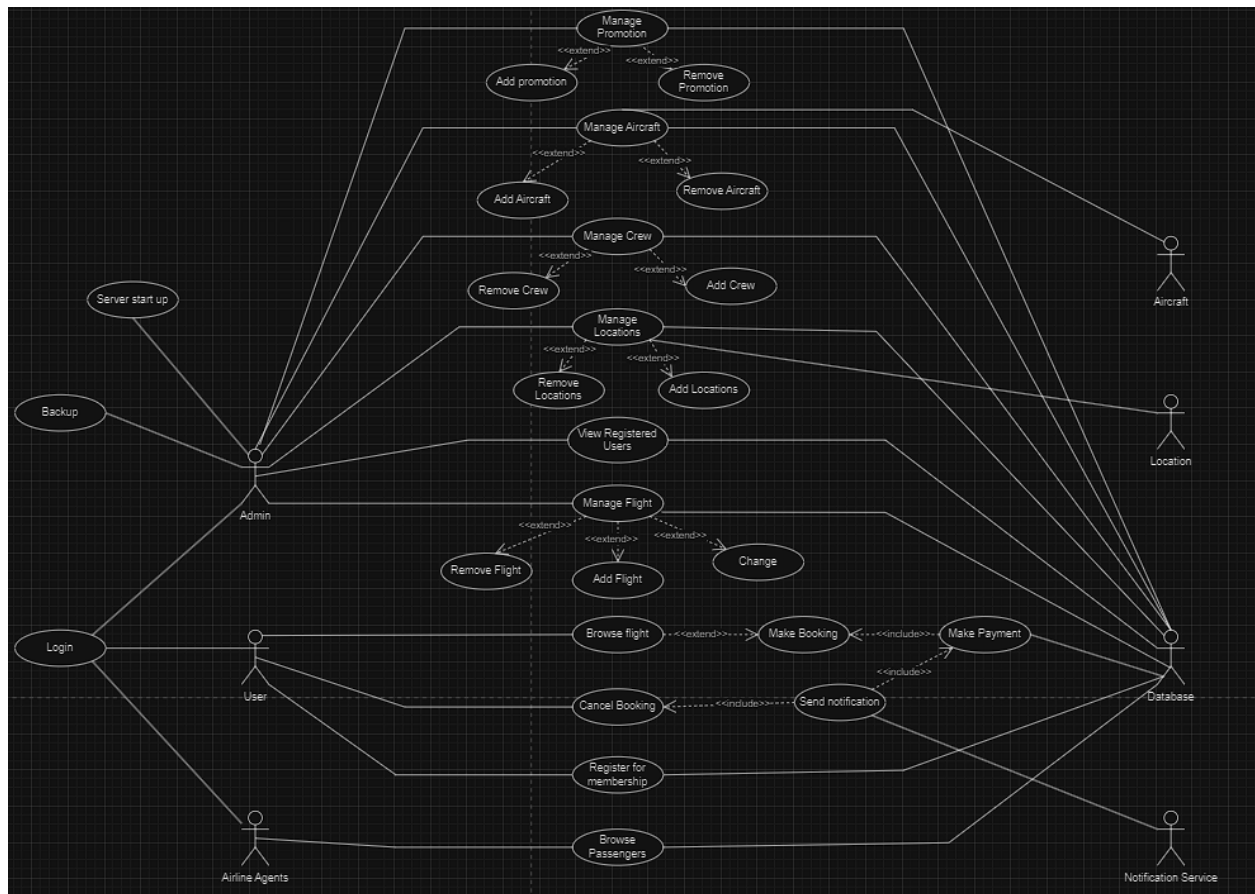 Manage
Promotion
<<extend>>
<<extend>>
Add promotion
Remove
Promotion
Manage Aircraft
<<extend>>
<<extend>>
Add Aircraft
Remove Aircraft
Manage Crew
<<extend>>
<<extend>>
Remove Crew
Add Crew
Aircraft
Server start up
Manage
Locations
<<extend>>
<<extend>>
Remove
Locations
Add Locations
Backup
View Registered
Users
Location
Admin
Manage Flight
<<extend>>
<<extend>>
<<extend>>
Remove Flight
Add Flight
Change
Login
Browse flight
<<extend>>
Make Booking
<<include>>
Make Payment
<<include>>
User
Cancel Booking
<<include>>
Send notification
Database
Register for
membership
Browse
Passengers
Airline Agents
Notification Service